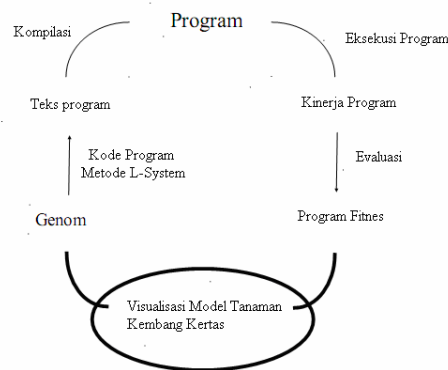 Program
Kompilasi
Eksekusi Program
Teks program
Kinerja Program
Kode Program
Metode L-System
Evaluasi
Genom
Program Fitnes
Visualisasi Model Tanaman
Kembang Kertas